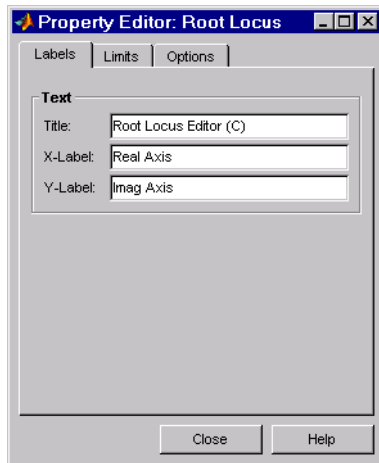 Property Editor: Root Locus
Labels Limits Options
Text
Title: Root Locus Editor (C)
X-Label: Real Axis
Y-Label: Imag Axis
Close Help